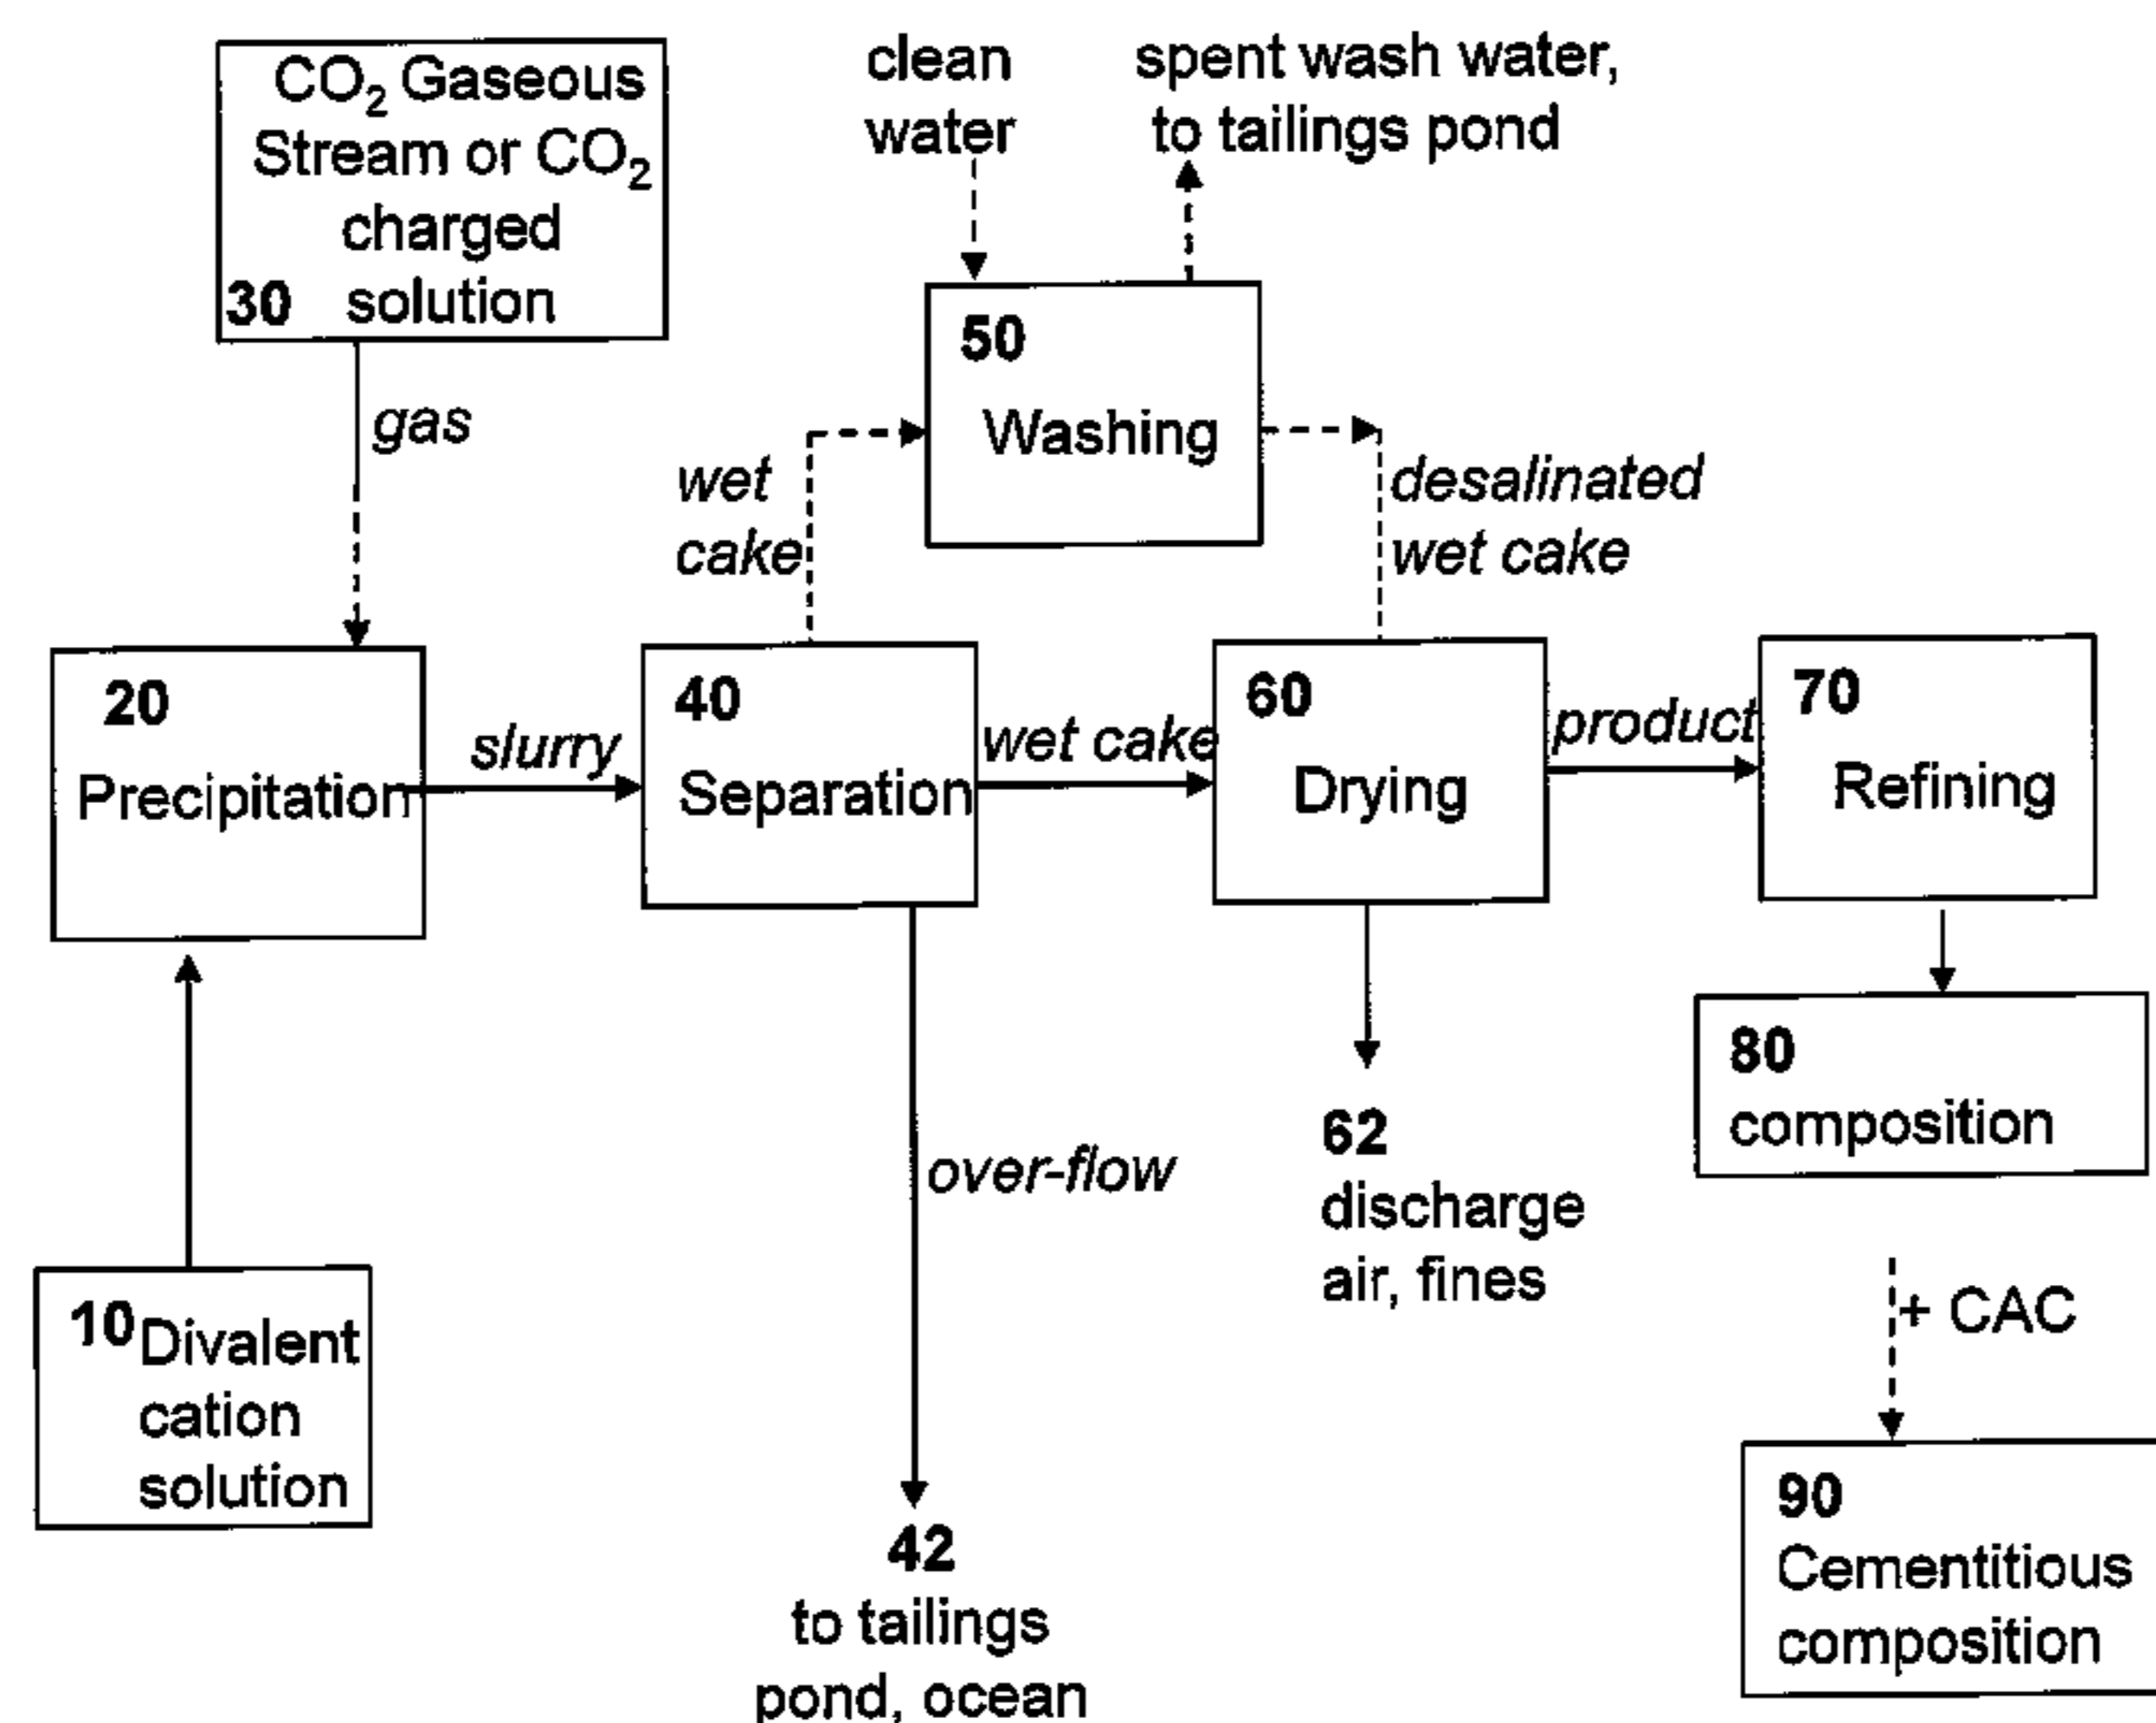 CO₂ Gaseous
Stream or CO₂
charged
30 solution
clean
water
spent wash water,
to tailings pond
gas
50
Washing
wet
cake
desalinated
wet cake
20
Precipitation
slurry
40
Separation
wet cake
60
Drying
product
70
Refining
80
composition
over-flow
62
discharge
air, fines
10 Divalent
cation
solution
+ CAC
42
to tailings
pond, ocean
90
Cementitious
composition